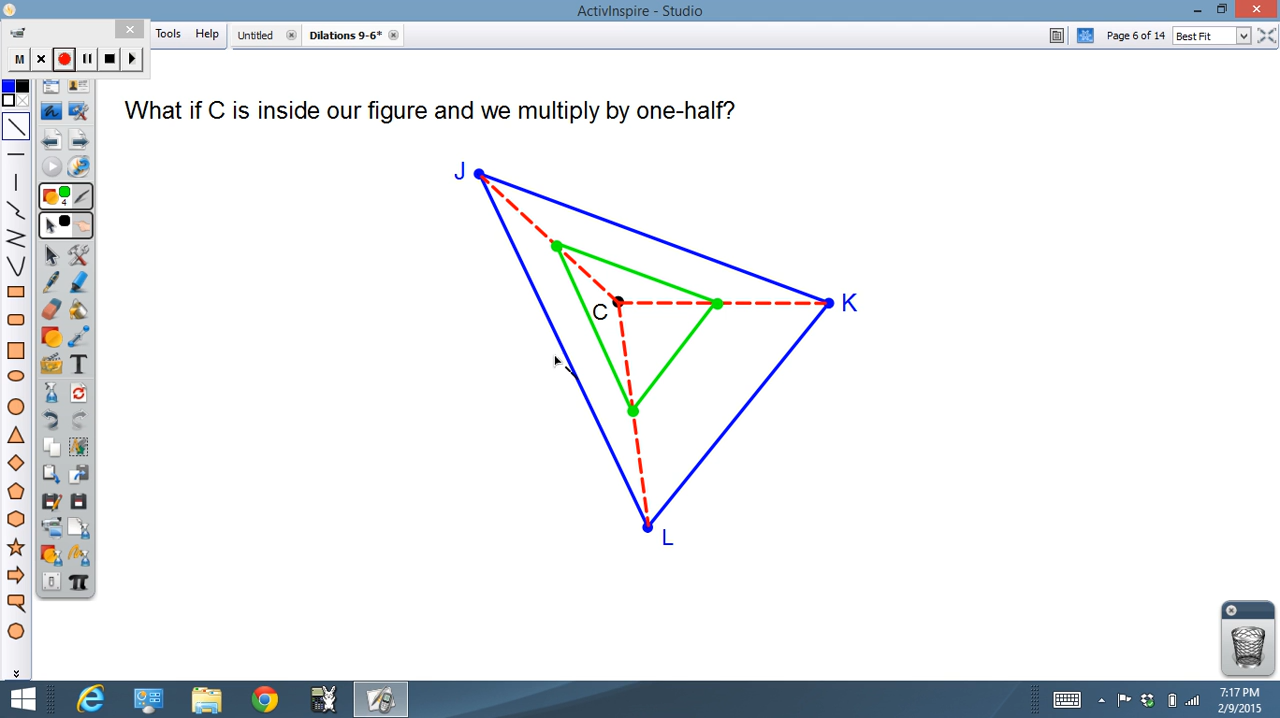 ActivInspire - Studio
Tools Help Untitled Dilations 9-6* Page 6 of 14 Best Fit
M
4
T
What if C is inside our figure and we multiply by one-half?
J
C
K
L
7:17 PM
2/9/2015